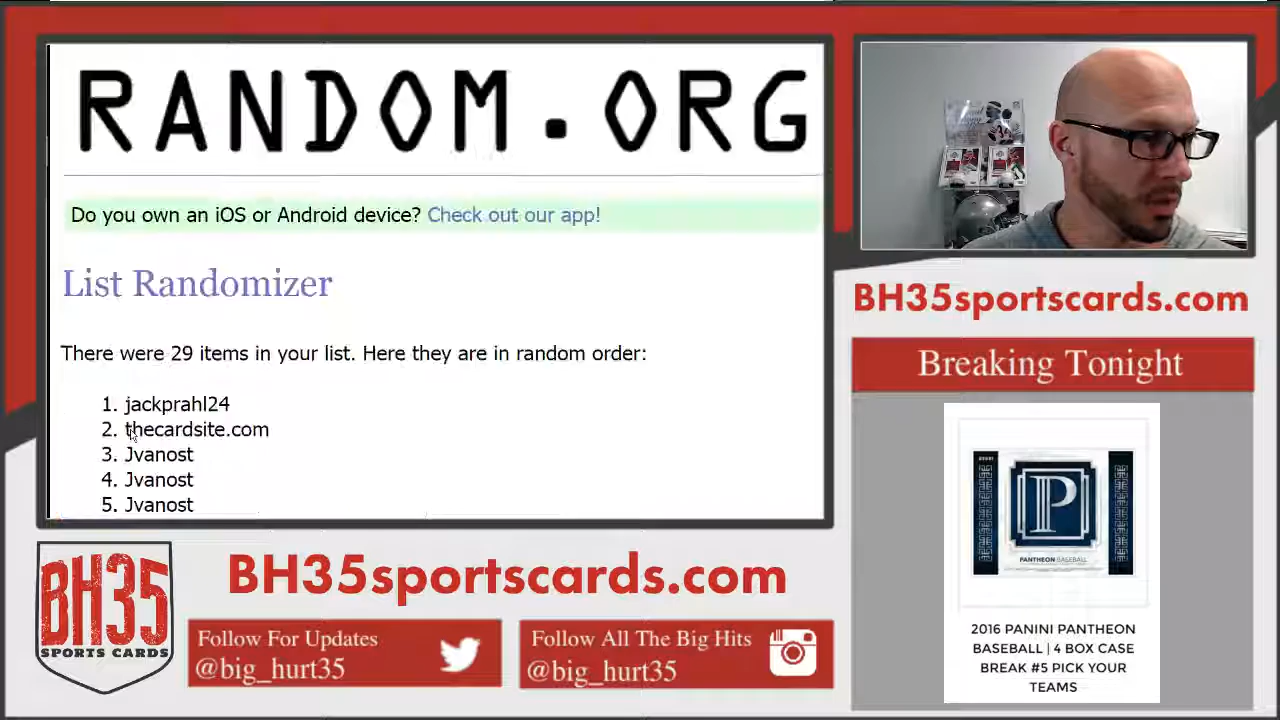 RANDOM.ORG
Do you own an iOS or Android device? Check out our app!
List Randomizer
There were 29 items in your list. Here they are in random order:
1. jackprahl24
2. thecardsite.com
3. Jvanost
4. Jvanost
5. Jvanost
BH35sportscards.com
Breaking Tonight
P
PANTHEON BASEBALL
2016 PANINI PANTHEON
BASEBALL | 4 BOX CASE
BREAK #5 PICK YOUR
TEAMS
BH35
SPORTS CARDS
BH35sportscards.com
Follow For Updates
@big_hurt35
Follow All The Big Hits
@big_hurt35